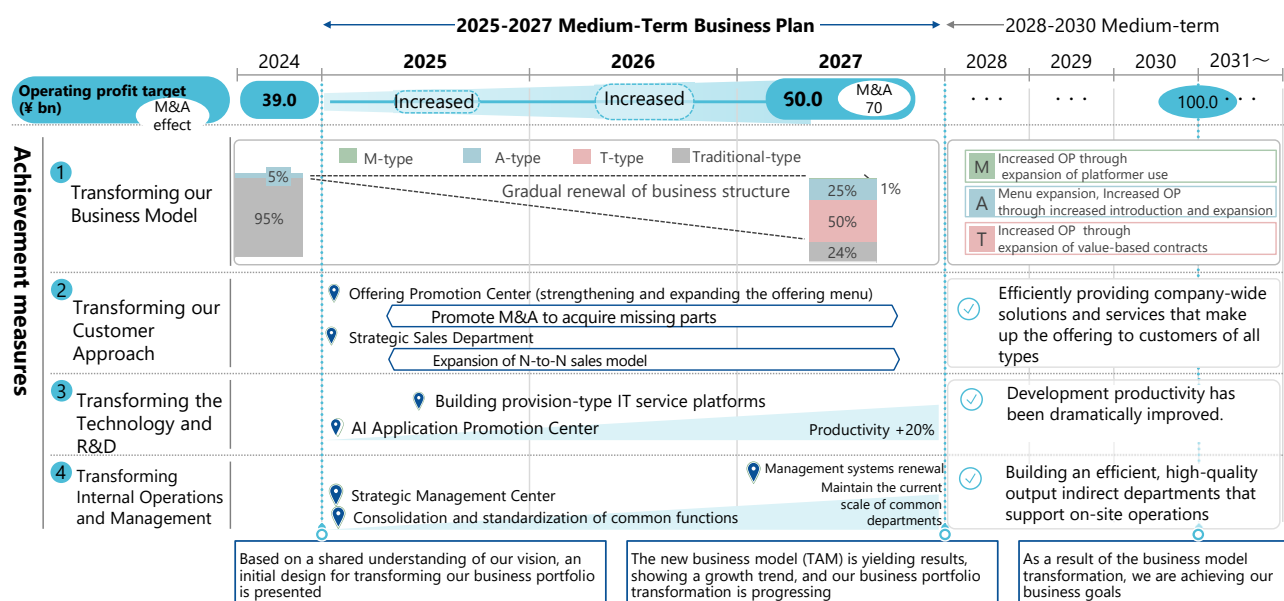 2025-2027 Medium-Term Business Plan
2028-2030 Medium-term
2024
2025
2026
2027
2028
2029
2030
2031～
Operating profit target
(¥ bn)
M&A
effect
39.0
Increased
Increased
M&A
70
･･･
･･･
100.0
･･･
Achievement measures
1
Transforming our
Business Model
M-type
A-type
T-type
Traditional-type
5%
95%
Gradual renewal of business structure
1%
25%
50%
24%
M
Increased OP through
expansion of platformer use
A
Menu expansion, Increased OP
through increased introduction and expansion
T
Increased OP through
expansion of value-based contracts
2
Transforming our
Customer
Approach
Offering Promotion Center (strengthening and expanding the offering menu)
Promote M&A to acquire missing parts
Strategic Sales Department
Expansion of N-to-N sales model
Efficiently providing company-wide
solutions and services that make
up the offering to customers of all
types
3
Transforming the
Technology and
R&D
Building provision-type IT service platforms
AI Application Promotion Center
Productivity +20%
Development productivity has
been dramatically improved.
4
Transforming
Internal Operations
and Management
Management systems renewal
Strategic Management Center
Maintain the current
scale of common
departments
Consolidation and standardization of common functions
Building an efficient, high-quality
output indirect departments that
support on-site operations
Based on a shared understanding of our vision, an
initial design for transforming our business portfolio
is presented
The new business model (TAM) is yielding results,
showing a growth trend, and our business portfolio
transformation is progressing
As a result of the business model
transformation, we are achieving our
business goals